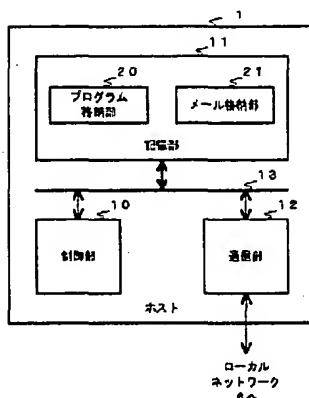 1
11
20
21
プログラム
格納部
メール格納部
記憶部
13
10
12
制御部
通信部
ホスト
ローカル
ネットワーク